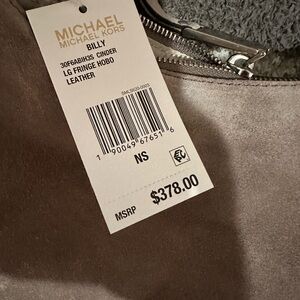 MICHAEL
MICHAEL KORS
BILLY
30F6ABIH3S CINDER
LG FRINGE HOBO
LEATHER
1 90049 67651 6
NS
MSRP $378.00